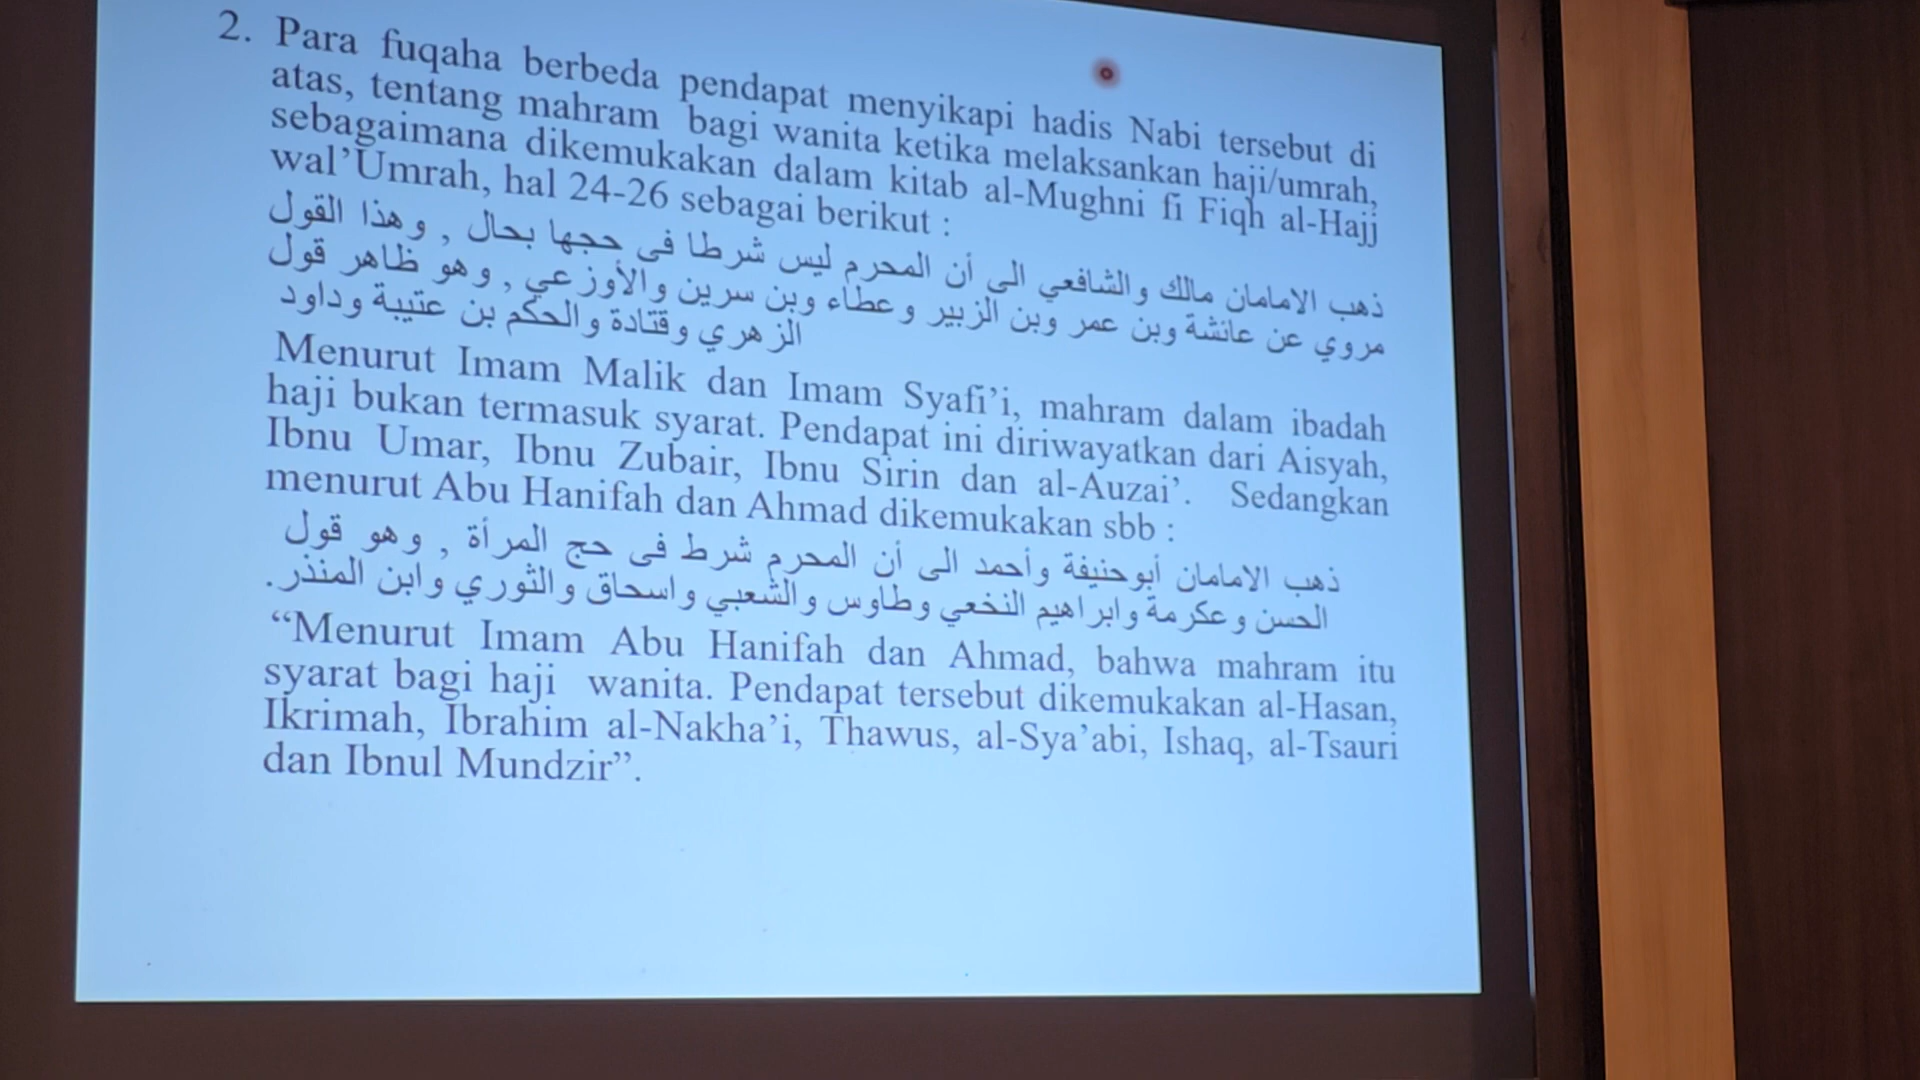 2. Para fuqaha berbeda pendapat menyikapi hadis Nabi tersebut di
atas, tentang mahram bagi wanita ketika melaksankan haji/umrah,
sebagaimana dikemukakan dalam kitab al-Mughni fi Fiqh al-Hajj
wal’Umrah, hal 24-26 sebagai berikut :
ذهب الامامان مالك والشافعي الى أن المحرم ليس شرطا فى حجها بحال , وهذا القول
مروي عن عائشة وبن عمر وبن الزبير وعطاء وبن سرين والأوزعي , وهو ظاهر قول
الزهري وقتادة والحكم بن عتيبة وداود
Menurut Imam Malik dan Imam Syafi’i, mahram dalam ibadah
haji bukan termasuk syarat. Pendapat ini diriwayatkan dari Aisyah,
Ibnu Umar, Ibnu Zubair, Ibnu Sirin dan al-Auzai’. Sedangkan
menurut Abu Hanifah dan Ahmad dikemukakan sbb :
ذهب الامامان أبوحنيفة وأحمد الى أن المحرم شرط فى حج المرأة , وهو قول
الحسن وعكرمة وابراهيم النخعي وطاوس والشعبي واسحاق والثوري وابن المنذر.
“Menurut Imam Abu Hanifah dan Ahmad, bahwa mahram itu
syarat bagi haji wanita. Pendapat tersebut dikemukakan al-Hasan,
Ikrimah, Ibrahim al-Nakha’i, Thawus, al-Sya’abi, Ishaq, al-Tsauri
dan Ibnul Mundzir”.